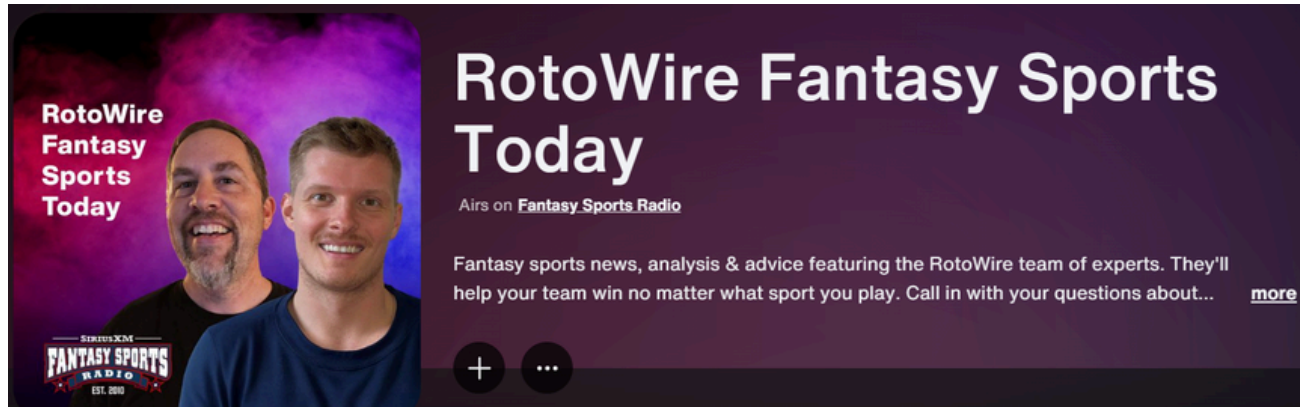 RotoWire
Fantasy
Sports
Today
SIRIUSXM
FANTASY SPORTS
RADIO
EST. 2010
RotoWire Fantasy Sports
Today
Airs on Fantasy Sports Radio
Fantasy sports news, analysis & advice featuring the RotoWire team of experts. They'll
help your team win no matter what sport you play. Call in with your questions about... more